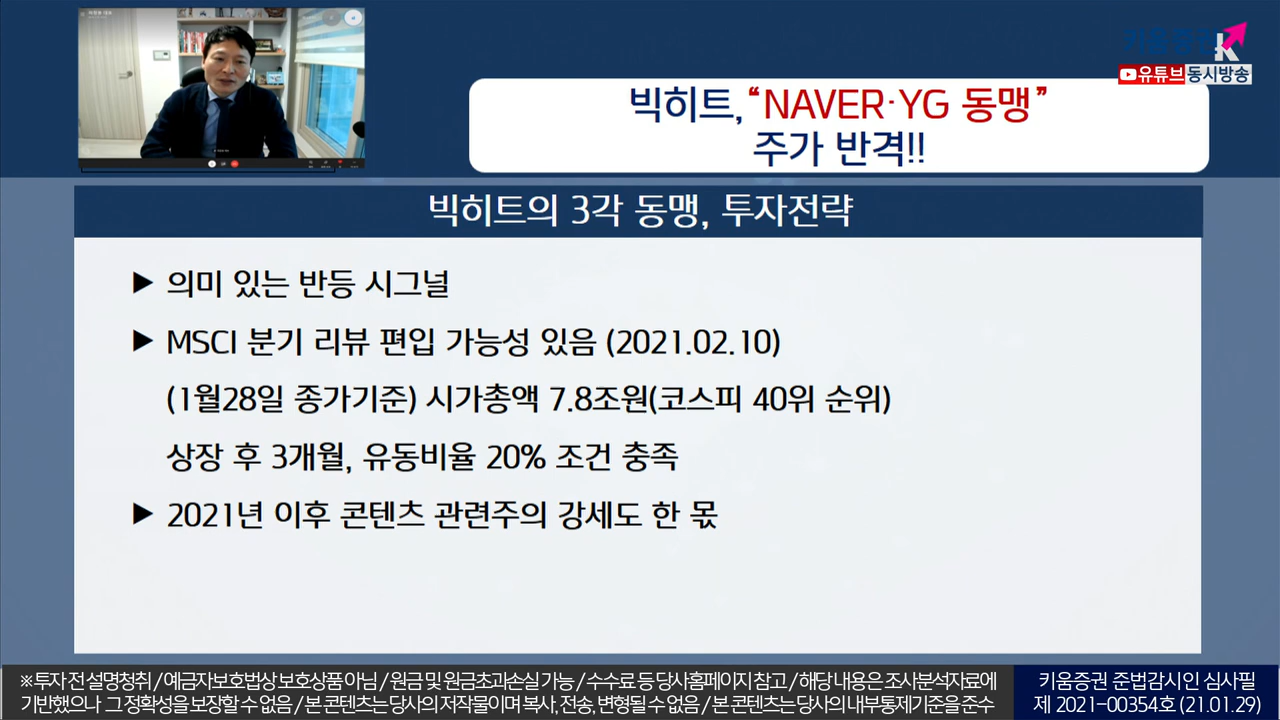 키움증권
유튜브 동시방송
빅히트, “NAVER·YG 동맹”
주가 반격!!
빅히트의 3각 동맹, 투자전략
▶ 의미 있는 반등 시그널
▶ MSCI 분기 리뷰 편입 가능성 있음 (2021.02.10)
(1월28일 종가기준) 시가총액 7.8조원(코스피 40위 순위)
상장 후 3개월, 유동비율 20% 조건 충족
▶ 2021년 이후 콘텐츠 관련주의 강세도 한 몫
※ 투자 전 설명청취 / 예금자보호법상 보호상품 아님 / 원금 및 원금초과손실 가능 / 수수료 등 당사홈페이지 참고 / 해당 내용은 조사분석자료에
기반했으나 그 정확성을 보장할 수 없음 / 본 콘텐츠는 당사의 저작물이며 복사, 전송, 변형될 수 없음 / 본 콘텐츠는 당사의 내부통제기준을 준수
키움증권 준법감시인 심사필
제 2021-00354호 (21.01.29)